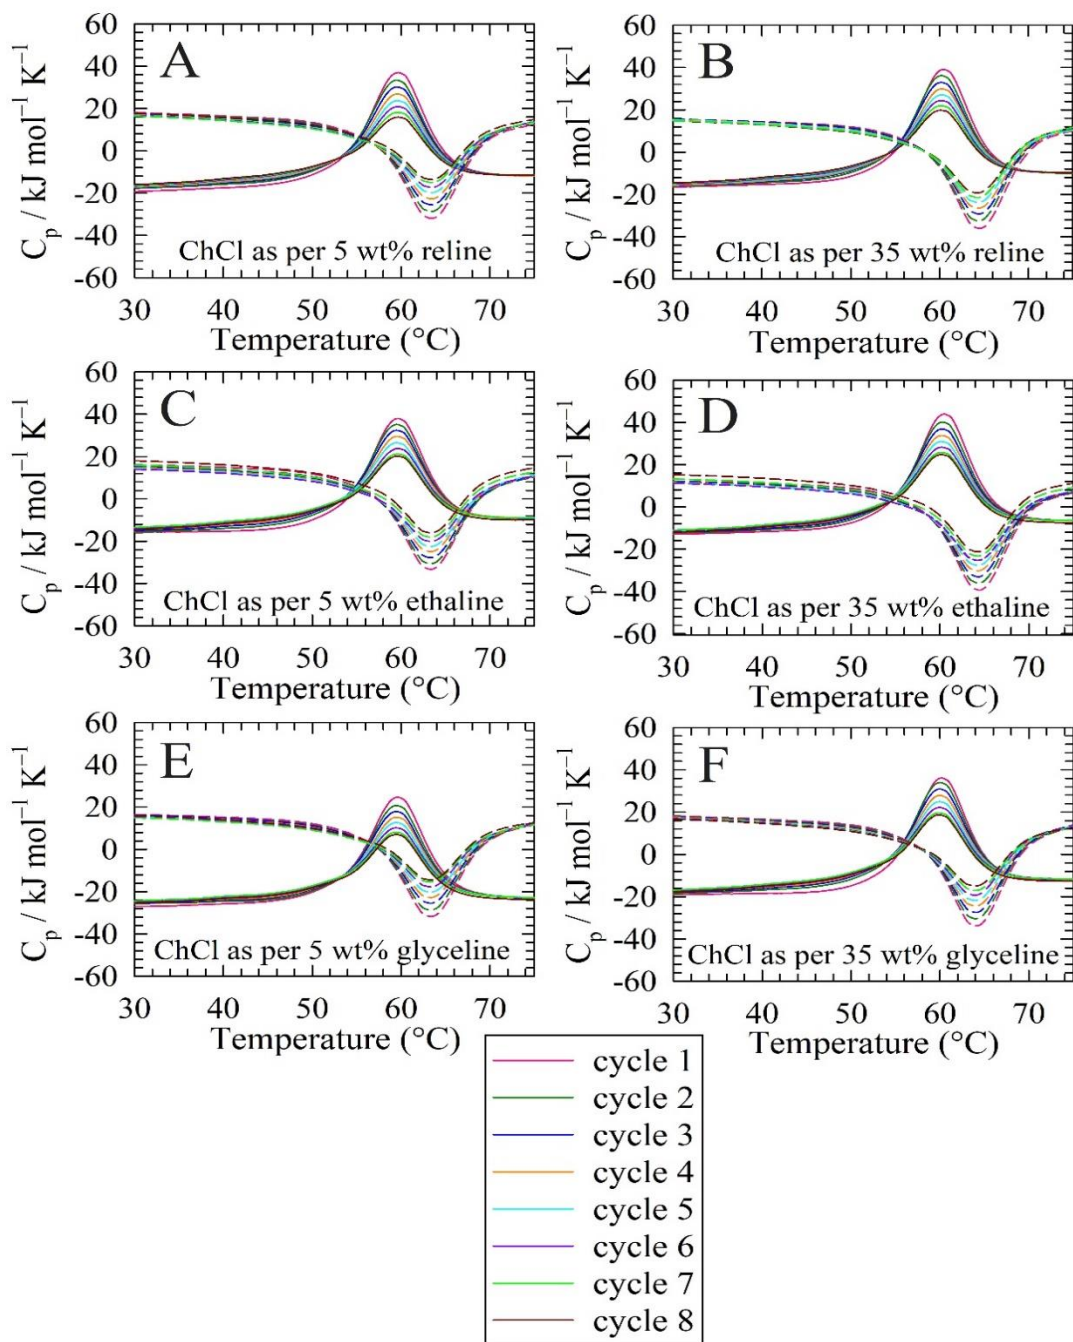 A
60
40
20
0
-20
-40
-60
C_p / kJ mol⁻¹ K⁻¹
ChCl as per 5 wt% reline
30 40 50 60 70
Temperature (°C)
B
60
40
20
0
-20
-40
-60
C_p / kJ mol⁻¹ K⁻¹
ChCl as per 35 wt% reline
30 40 50 60 70
Temperature (°C)
C
60
40
20
0
-20
-40
-60
C_p / kJ mol⁻¹ K⁻¹
ChCl as per 5 wt% ethaline
30 40 50 60 70
Temperature (°C)
D
60
40
20
0
-20
-40
-60
C_p / kJ mol⁻¹ K⁻¹
ChCl as per 35 wt% ethaline
30 40 50 60 70
Temperature (°C)
E
60
40
20
0
-20
-40
-60
C_p / kJ mol⁻¹ K⁻¹
ChCl as per 5 wt% glyceline
30 40 50 60 70
Temperature (°C)
F
60
40
20
0
-20
-40
-60
C_p / kJ mol⁻¹ K⁻¹
ChCl as per 35 wt% glyceline
30 40 50 60 70
Temperature (°C)
cycle 1
cycle 2
cycle 3
cycle 4
cycle 5
cycle 6
cycle 7
cycle 8